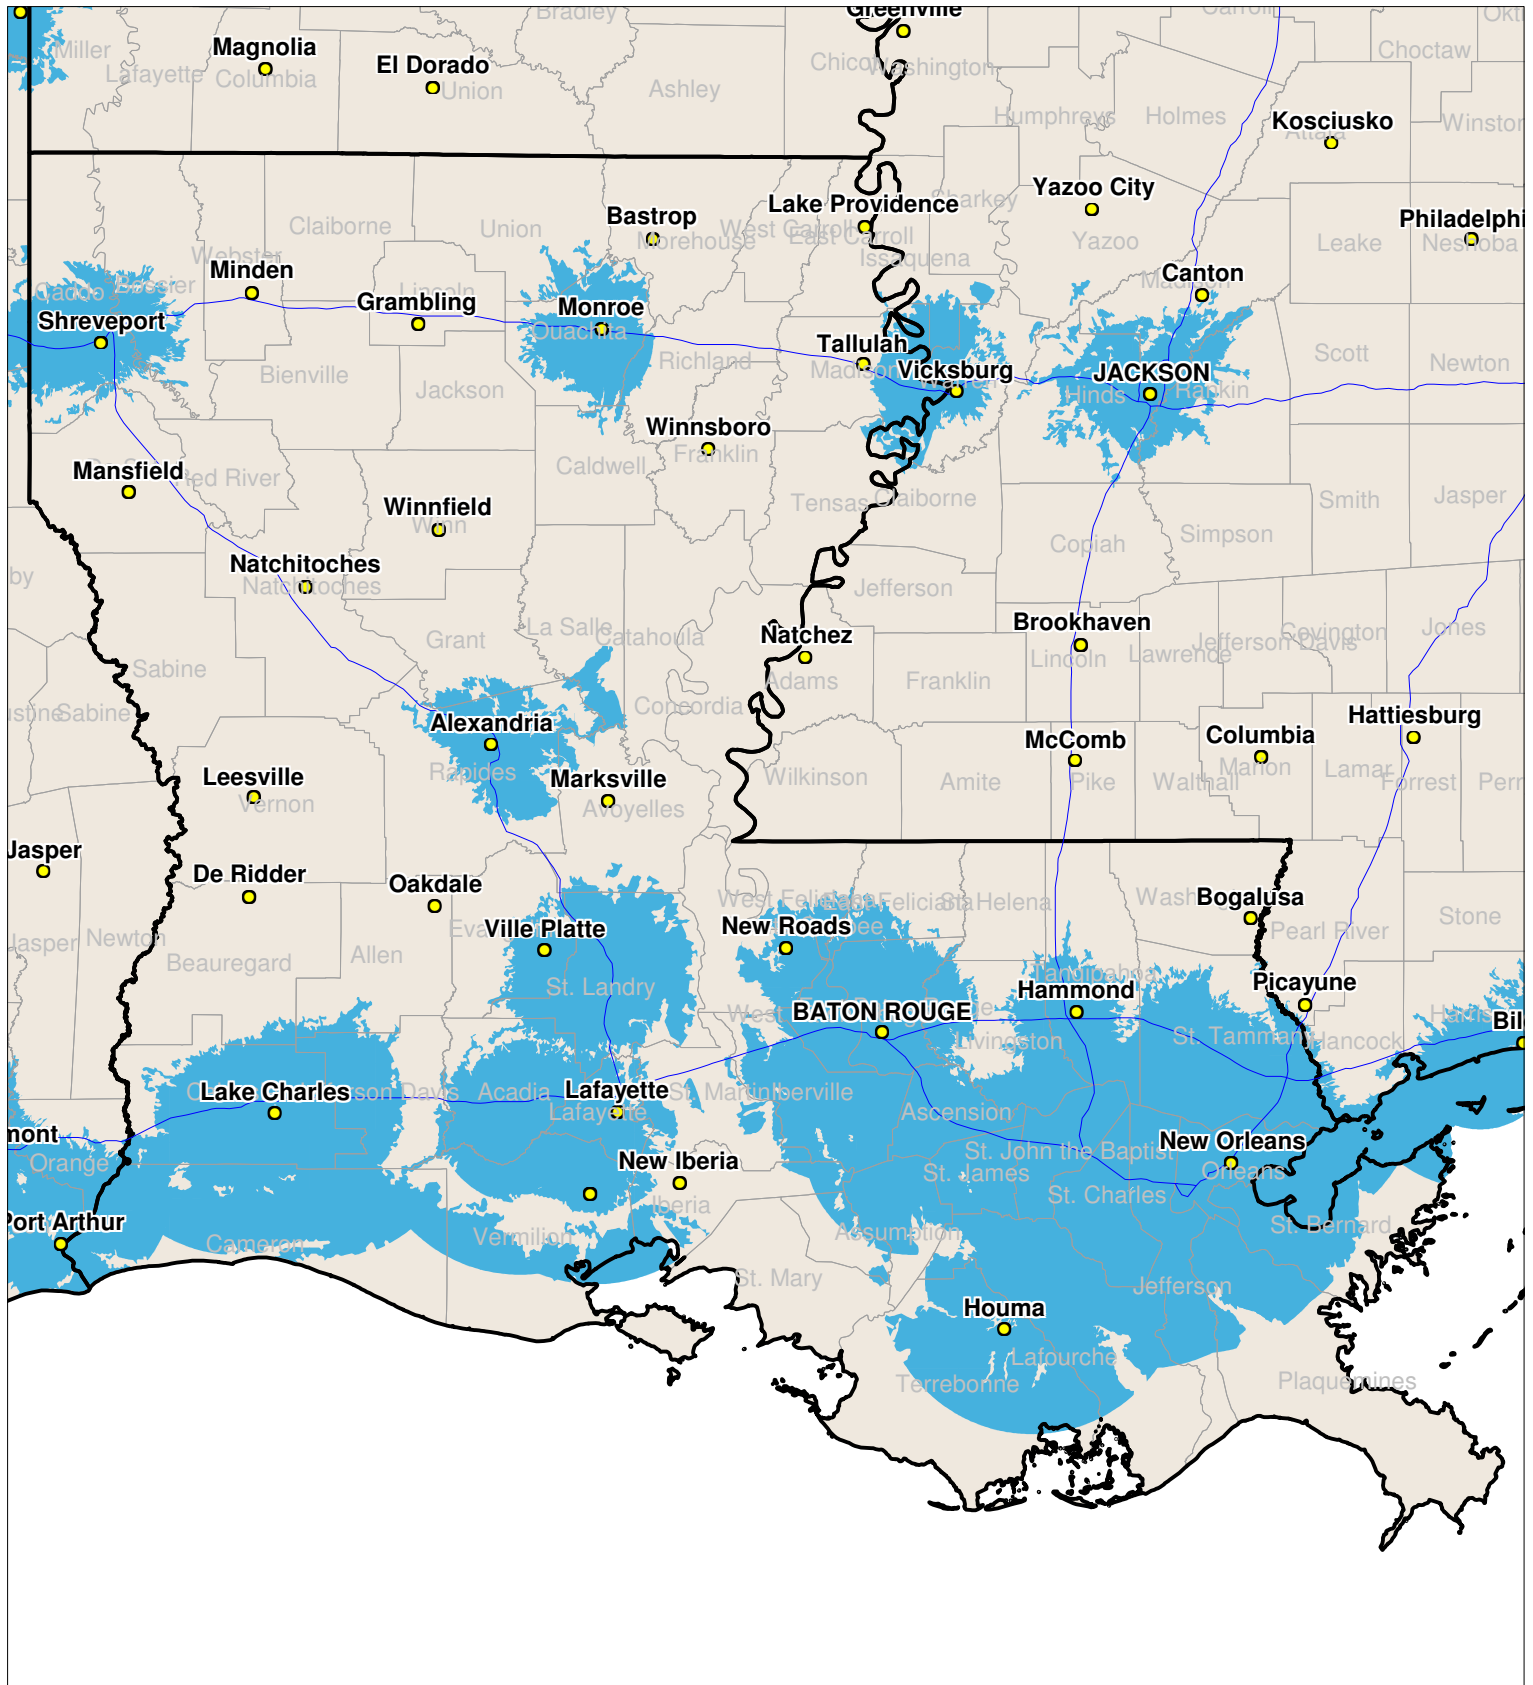 Greenville
Bradley
Carroll
Miller
Magnolia
Lafayette
Columbia
El Dorado
Union
Ashley
Chicot
Washington
Choctaw
Humphreys
Holmes
Kosciusko
Attala
Winston
Yazoo City
Yazoo
Sharkey
Lake Providence
Bastrop
Morehouse
West Carroll
East Carroll
Issaquena
Claiborne
Union
Webster
Leake
Philadelphi
Neshoba
Canton
Madison
Minden
Caddo
Bossier
Shreveport
Grambling
Lincoln
Monroe
Ouachita
Tallulah
Madison
Vicksburg
Warren
JACKSON
Hinds
Rankin
Scott
Newton
Richland
Bienville
Jackson
Winnsboro
Franklin
Caldwell
Mansfield
Red River
Winnfield
Winn
Tensas
Claiborne
Smith
Jasper
Simpson
Copiah
Natchitoches
Natchitoches
by
Jefferson
Brookhaven
Lincoln
Lawrence
Jefferson Davis
Covington
Jones
Grant
La Salle
Catahoula
Natchez
Adams
Franklin
Concordia
Sabine
ustine
Sabine
Alexandria
Rapides
Marksville
Avoyelles
Hattiesburg
Columbia
Marion
McComb
Pike
Walthall
Lamar
Forrest
Perr
Wilkinson
Amite
Leesville
Vernon
Jasper
De Ridder
Oakdale
Ville Platte
Eva
West Feliciana
East Feliciana
St. Helena
Wash
Bogalusa
New Roads
Pearl River
Stone
Jasper
Newton
Beauregard
Allen
St. Landry
Tangipahoa
Hammond
Picayune
BATON ROUGE
West
Livingston
St. Tammany
Hancock
Harris
Bil
Lake Charles
Acadia
Lafayette
Lafayette
St. Martin
Iberville
Ascension
mont
Orange
New Orleans
Orleans
St. John the Baptist
St. James
St. Charles
New Iberia
Iberia
Port Arthur
Cameron
Vermilion
Assumption
St. Bernard
St. Mary
Jefferson
Houma
Lafourche
Terrebonne
Plaquemines